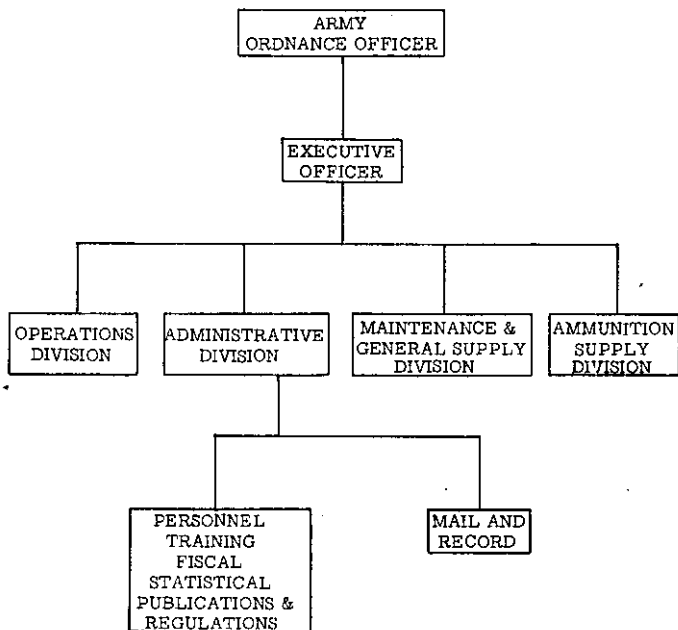 ARMY
ORDNANCE OFFICER
EXECUTIVE
OFFICER
OPERATIONS
DIVISION
ADMINISTRATIVE
DIVISION
MAINTENANCE &
GENERAL SUPPLY
DIVISION
AMMUNITION
SUPPLY
DIVISION
PERSONNEL
TRAINING
FISCAL
STATISTICAL
PUBLICATIONS &
REGULATIONS
MAIL AND
RECORD